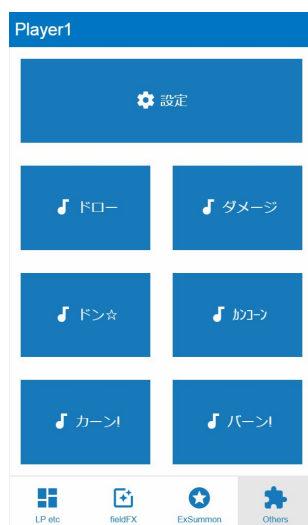 Player1
設定
ドロー
ダメージ
ドン☆
ｶﾝｺｰﾝ
カーン!
バーン!
LP etc
fieldFX
ExSummon
Others